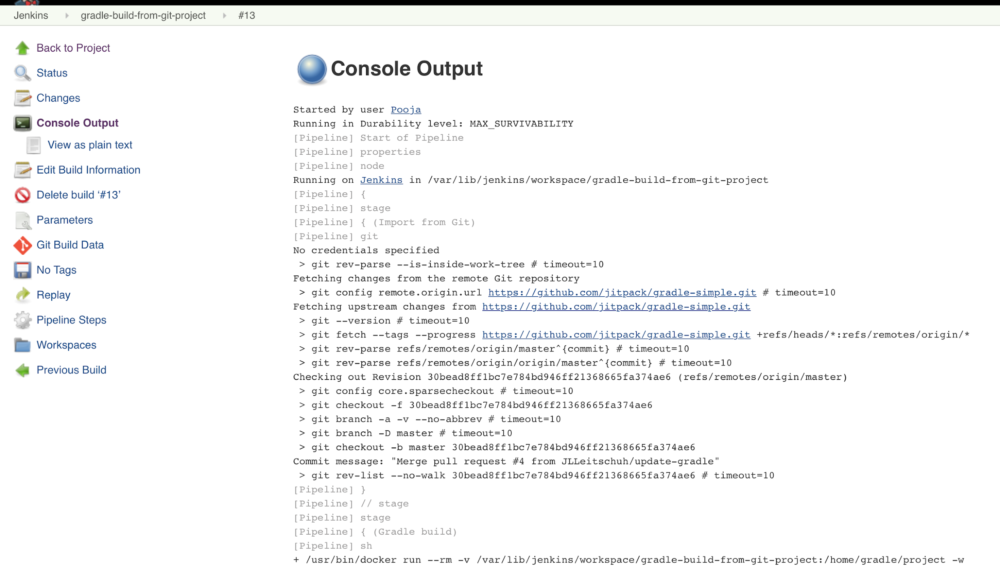 Jenkins gradle-build-from-git-project #13
Back to Project
Status
Changes
Console Output
View as plain text
Edit Build Information
Delete build ‘#13’
Parameters
Git Build Data
No Tags
Replay
Pipeline Steps
Workspaces
Previous Build
Console Output
Started by user Pooja
Running in Durability level: MAX_SURVIVABILITY
[Pipeline] Start of Pipeline
[Pipeline] properties
[Pipeline] node
Running on Jenkins in /var/lib/jenkins/workspace/gradle-build-from-git-project
[Pipeline] {
[Pipeline] stage
[Pipeline] { (Import from Git)
[Pipeline] git
No credentials specified
 > git rev-parse --is-inside-work-tree # timeout=10
Fetching changes from the remote Git repository
 > git config remote.origin.url https://github.com/jitpack/gradle-simple.git # timeout=10
Fetching upstream changes from https://github.com/jitpack/gradle-simple.git
 > git --version # timeout=10
 > git fetch --tags --progress https://github.com/jitpack/gradle-simple.git +refs/heads/*:refs/remotes/origin/*
 > git rev-parse refs/remotes/origin/master^{commit} # timeout=10
 > git rev-parse refs/remotes/origin/origin/master^{commit} # timeout=10
Checking out Revision 30bead8ff1bc7e784bd946ff21368665fa374ae6 (refs/remotes/origin/master)
 > git config core.sparsecheckout # timeout=10
 > git checkout -f 30bead8ff1bc7e784bd946ff21368665fa374ae6
 > git branch -a -v --no-abbrev # timeout=10
 > git branch -D master # timeout=10
 > git checkout -b master 30bead8ff1bc7e784bd946ff21368665fa374ae6
Commit message: "Merge pull request #4 from JLLeitschuh/update-gradle"
 > git rev-list --no-walk 30bead8ff1bc7e784bd946ff21368665fa374ae6 # timeout=10
[Pipeline] }
[Pipeline] // stage
[Pipeline] stage
[Pipeline] { (Gradle build)
[Pipeline] sh
+ /usr/bin/docker run --rm -v /var/lib/jenkins/workspace/gradle-build-from-git-project:/home/gradle/project -w